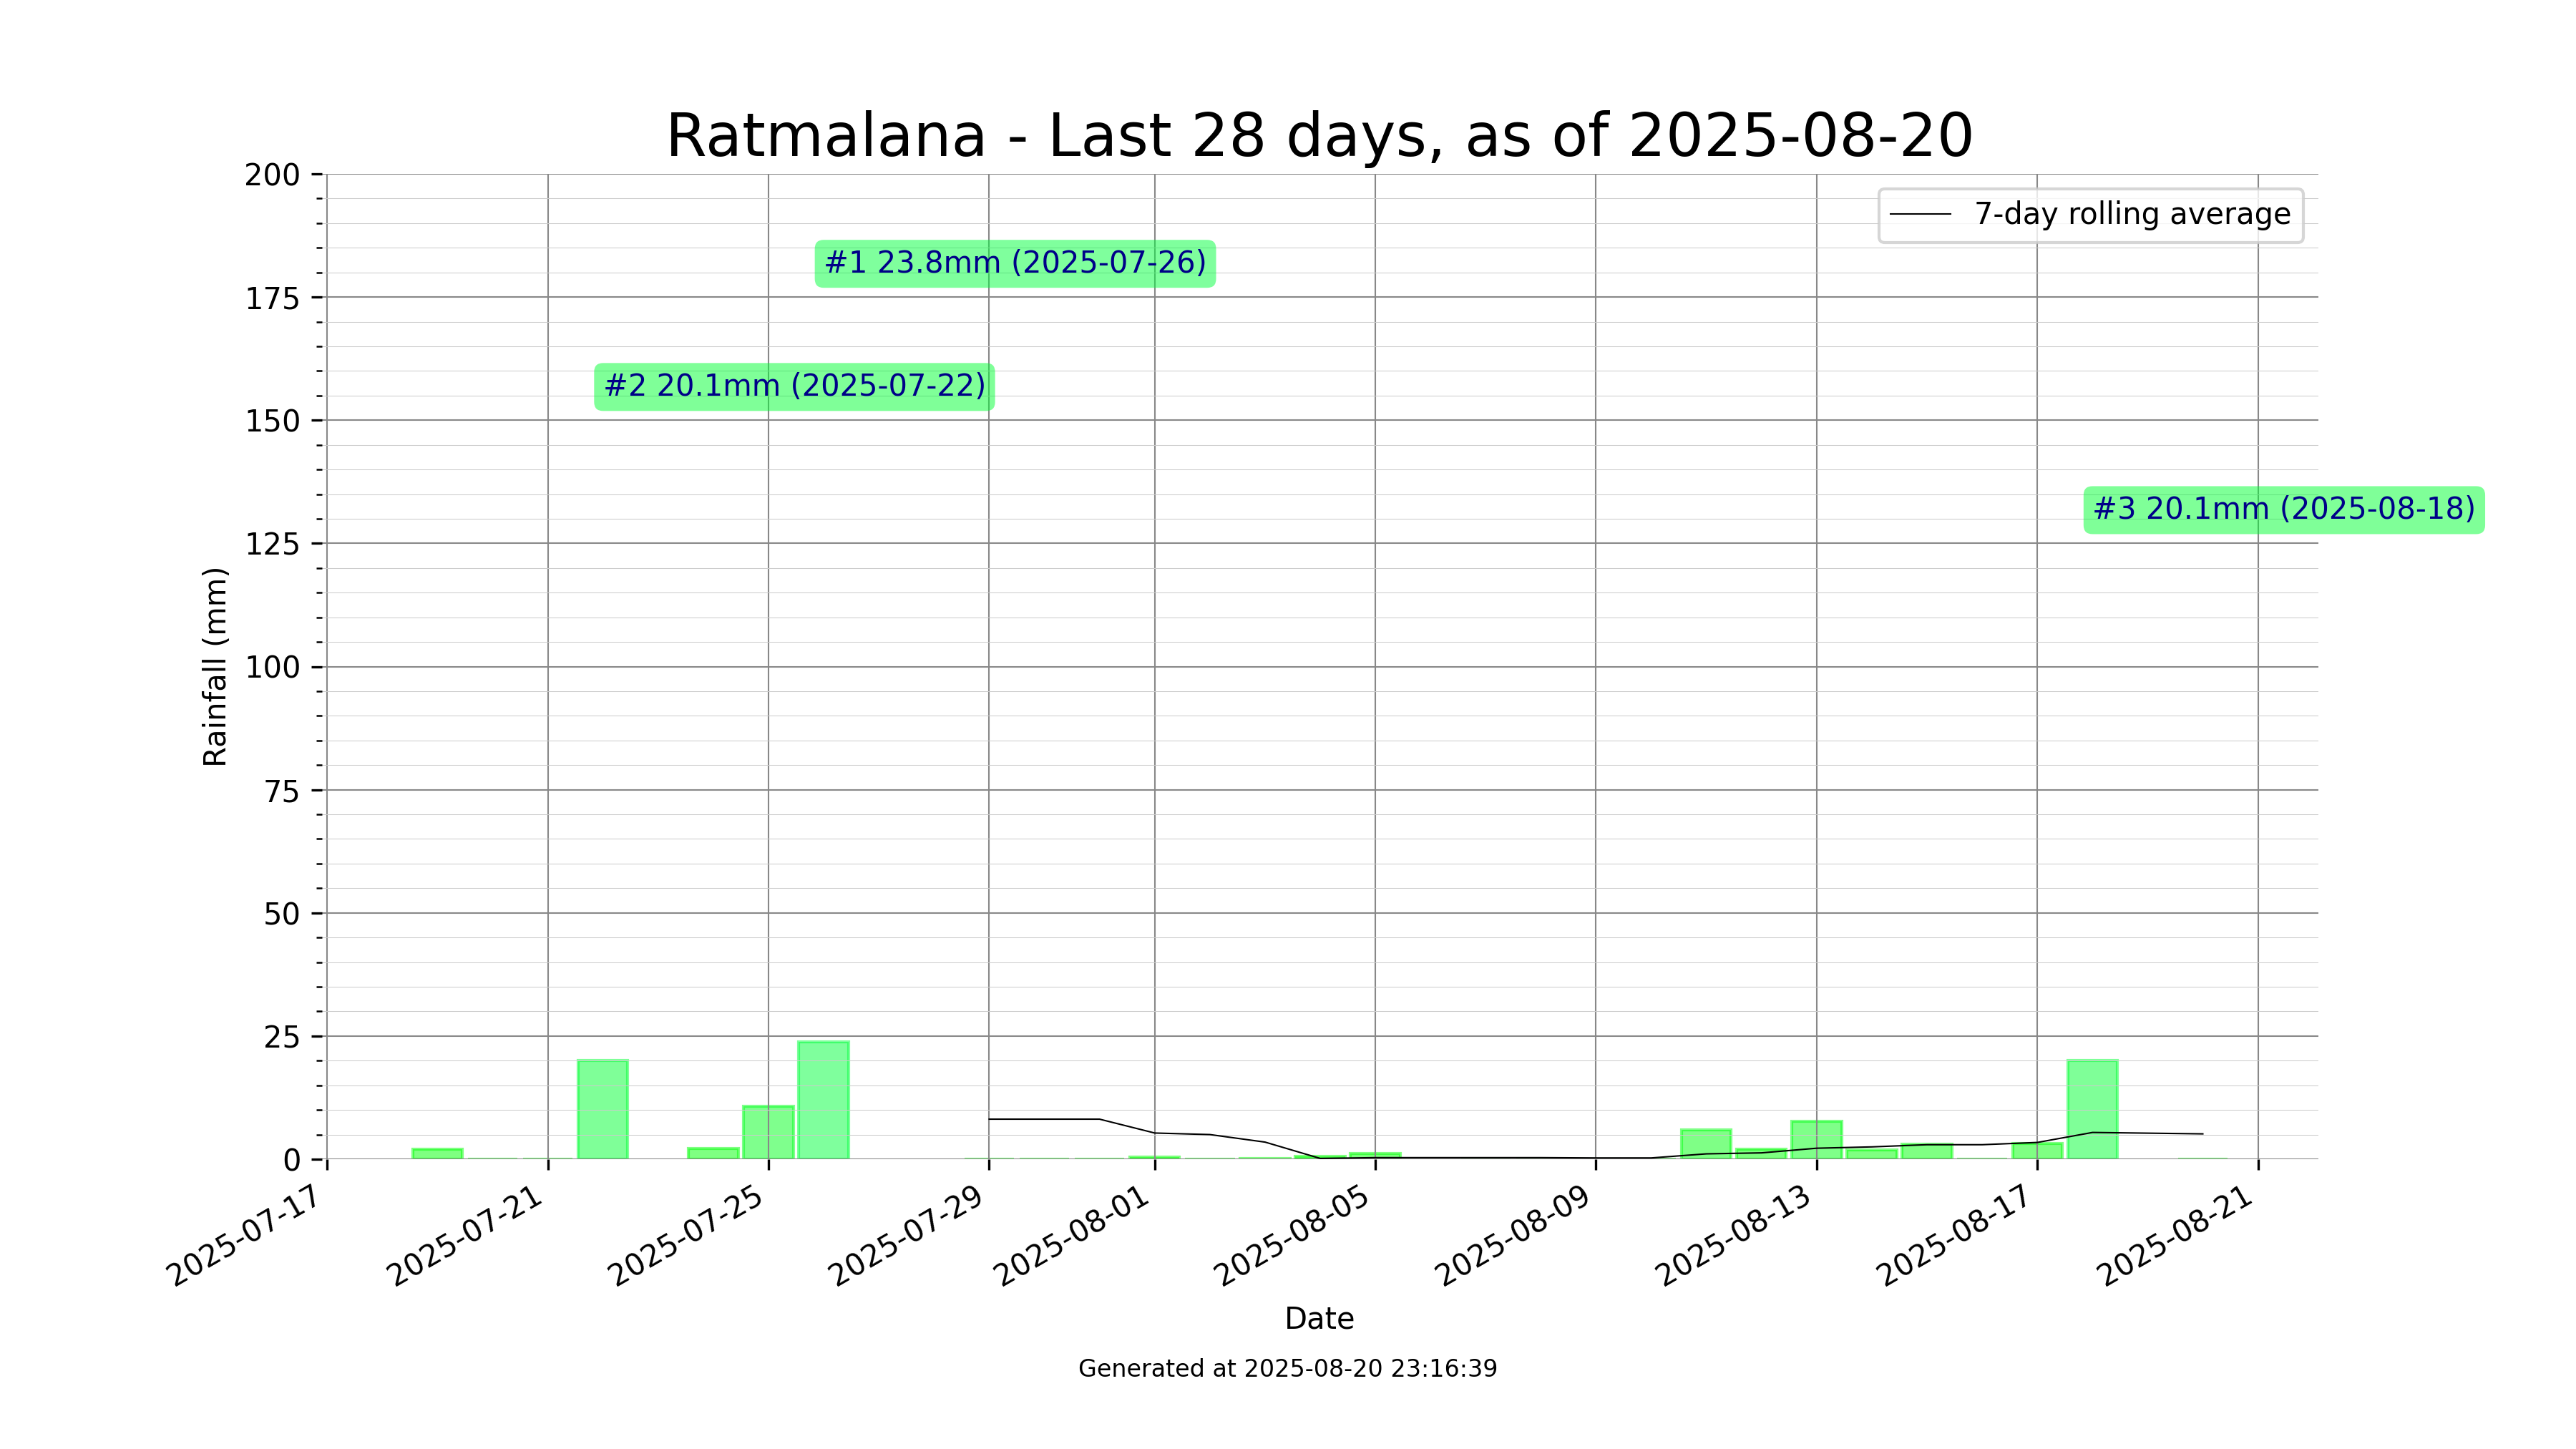 Ratmalana - Last 28 days, as of 2025-08-20
7-day rolling average
#1 23.8mm (2025-07-26)
#2 20.1mm (2025-07-22)
#3 20.1mm (2025-08-18)
Rainfall (mm)
200
175
150
125
100
75
50
25
0
2025-07-17
2025-07-21
2025-07-25
2025-07-29
2025-08-01
2025-08-05
2025-08-09
2025-08-13
2025-08-17
2025-08-21
Date
Generated at 2025-08-20 23:16:39